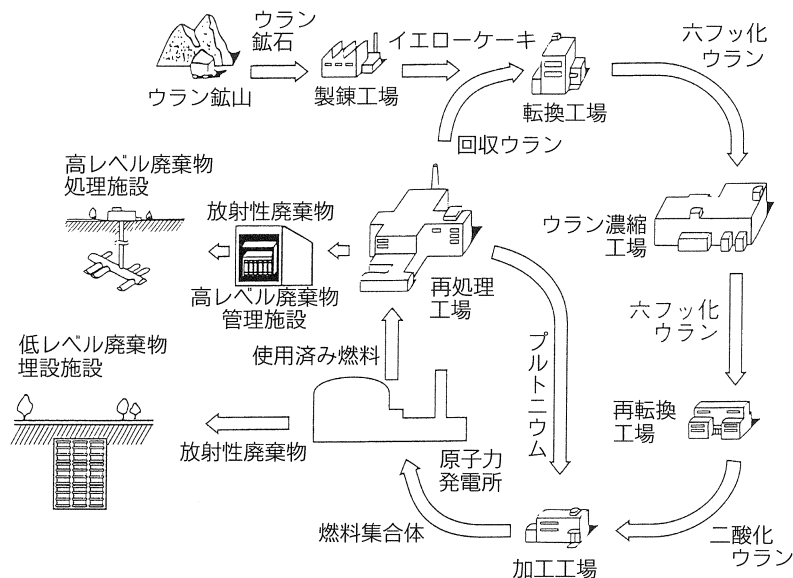 ウラン
鉱石
イエローケーキ
六フッ化
ウラン
ウラン鉱山
製錬工場
転換工場
回収ウラン
高レベル廃棄物
処理施設
放射性廃棄物
ウラン濃縮
工場
再処理
工場
高レベル廃棄物
管理施設
六フッ化
ウラン
低レベル廃棄物
埋設施設
使用済み燃料
プルトニウム
再転換
工場
放射性廃棄物
原子力
発電所
燃料集合体
加工工場
二酸化
ウラン